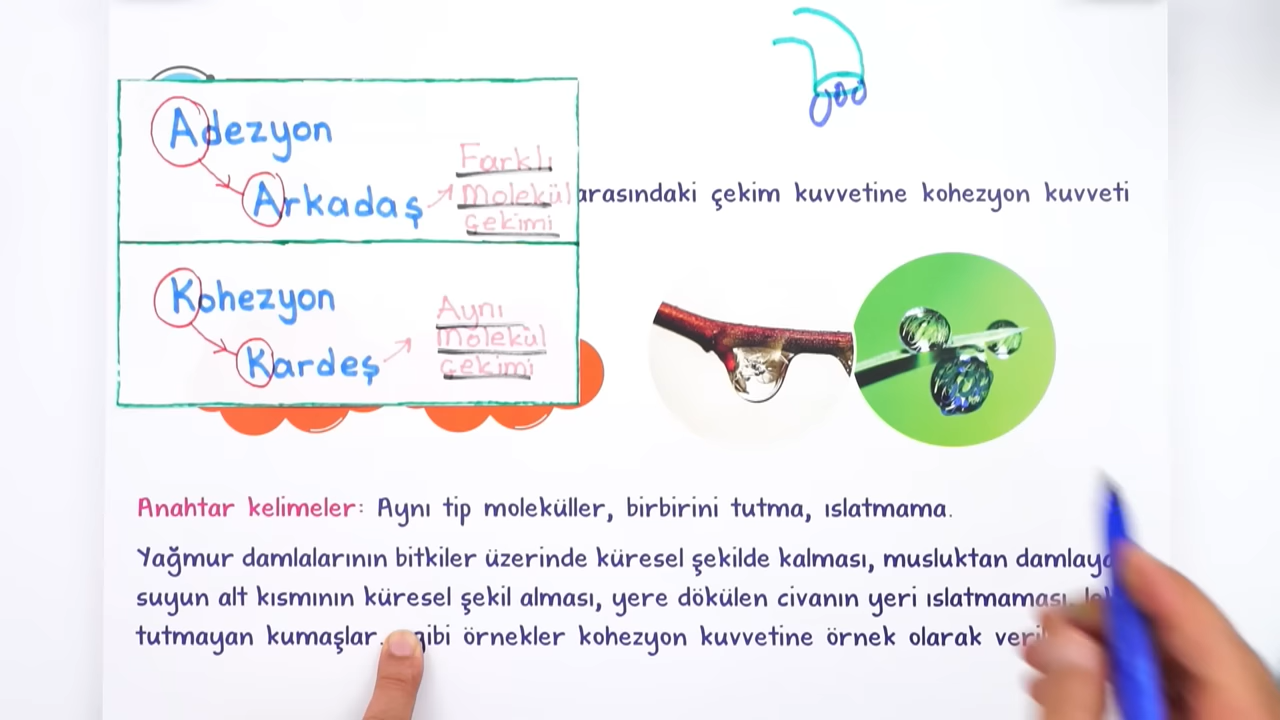 Adezyon
Arkadaş
Farklı
Molekül
Çekimi
arasındaki çekim kuvvetine kohezyon kuvveti
Kohezyon
Kardeş
Aynı
Molekül
Çekimi
Anahtar kelimeler: Aynı tip moleküller, birbirini tutma, ıslatmama.
Yağmur damlalarının bitkiler üzerinde küresel şekilde kalması, musluktan
suyun alt kısmının küresel şekil alması, yere dökülen civanın yeri ıslatmaması,
tutmayan kumaşlar... gibi örnekler kohezyon kuvvetine örnek olarak